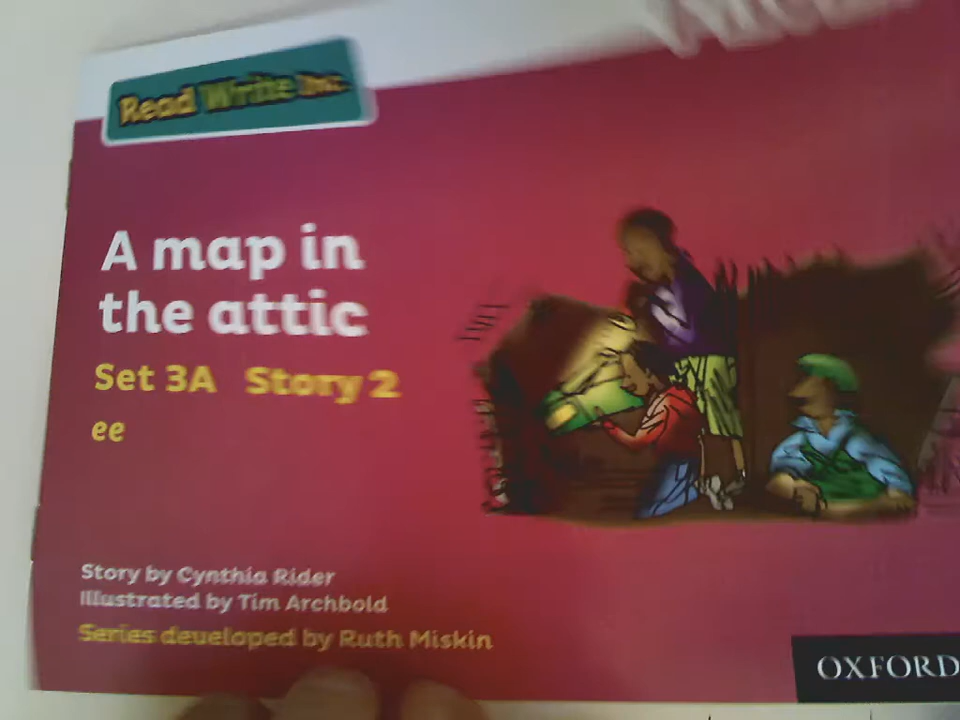 Read Write Inc.
A map in
the attic
Set 3A Story 2
ee
Story by Cynthia Rider
Illustrated by Tim Archbold
Series developed by Ruth Miskin
OXFORD